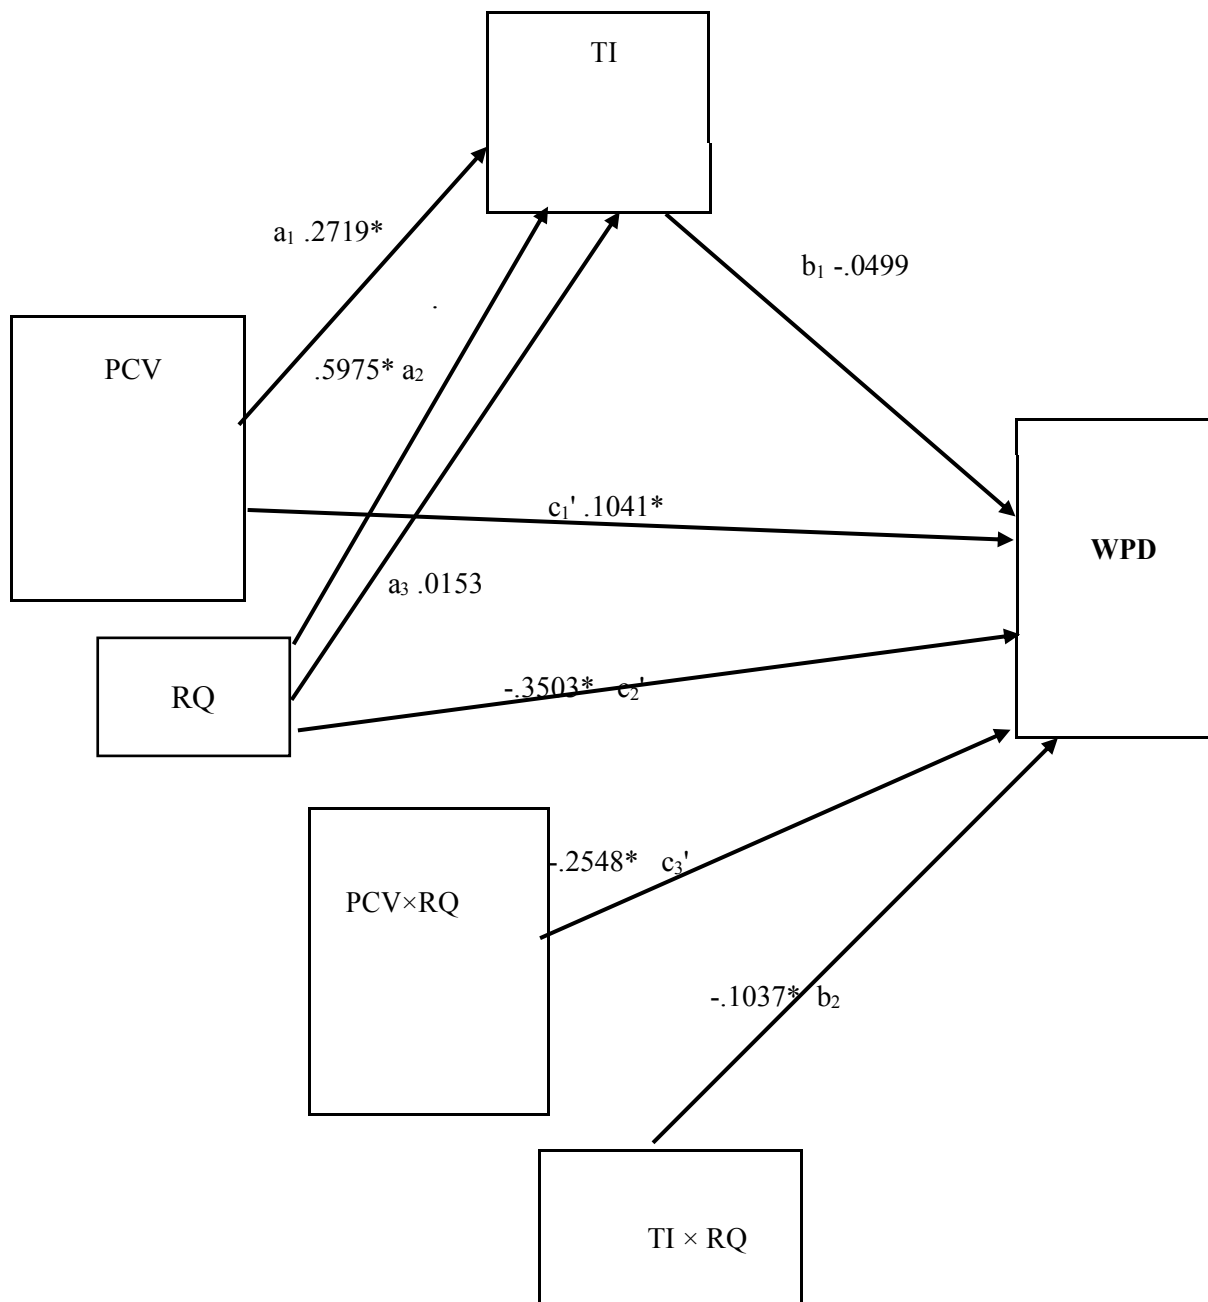 TI
a₁ .2719*
b₁ -.0499
.
PCV
.5975* a₂
c₁' .1041*
WPD
a₃ .0153
RQ
-.3503* c₂'
-.2548* c₃'
PCV×RQ
-.1037* b₂
TI × RQ